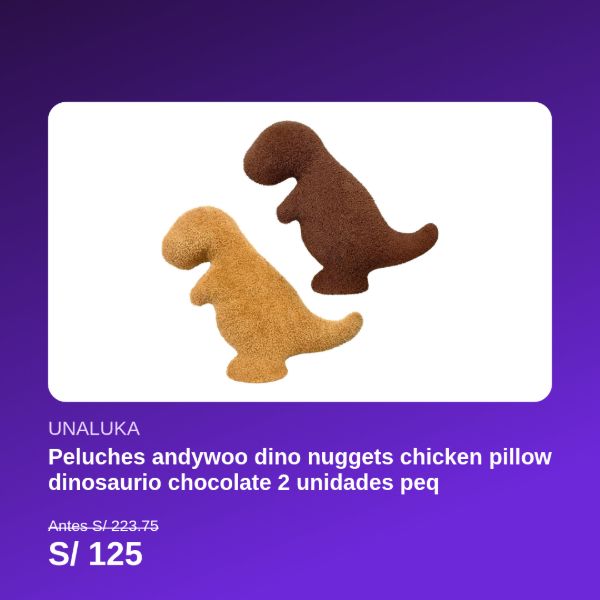 UNALUKA
Peluches andywoo dino nuggets chicken pillow
dinosaurio chocolate 2 unidades peq
Antes S/ 223.75
S/ 125